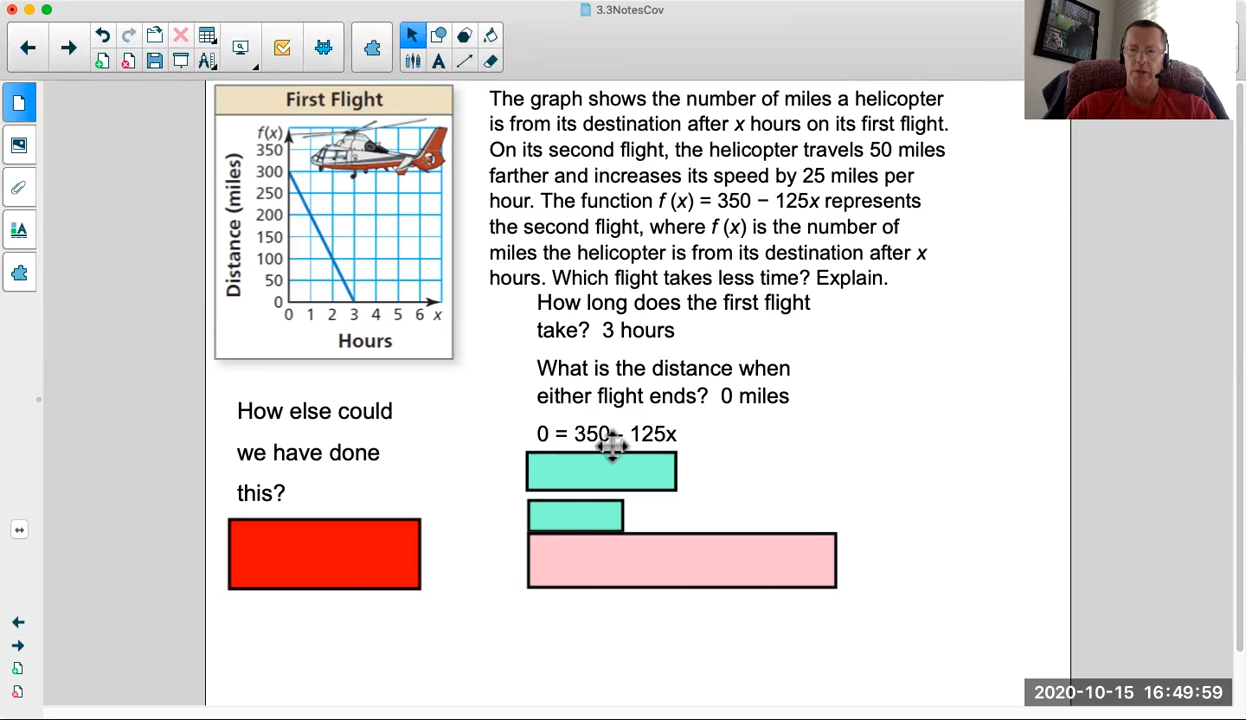 3.3NotesCov
First Flight
f(x)
350
300
250
200
150
100
50
0
0 1 2 3 4 5 6 x
Distance (miles)
Hours
The graph shows the number of miles a helicopter
is from its destination after x hours on its first flight.
On its second flight, the helicopter travels 50 miles
farther and increases its speed by 25 miles per
hour. The function f (x) = 350 − 125x represents
the second flight, where f (x) is the number of
miles the helicopter is from its destination after x
hours. Which flight takes less time? Explain.
How long does the first flight
take? 3 hours
What is the distance when
either flight ends? 0 miles
0 = 350 - 125x
How else could
we have done
this?
2020-10-15 16:49:59